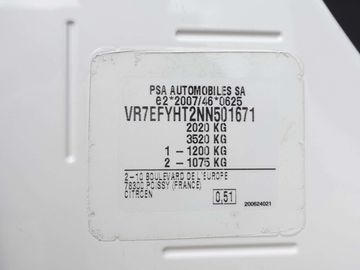 PSA AUTOMOBILES SA
e2*2007/46*0625
VR7EFYHT2NN501671
2020 KG
3520 KG
1 - 1200 KG
2 - 1075 KG
2-10 BOULEVARD DE L'EUROPE
78300 POISSY (FRANCE)
CITROEN
0,51
200624021